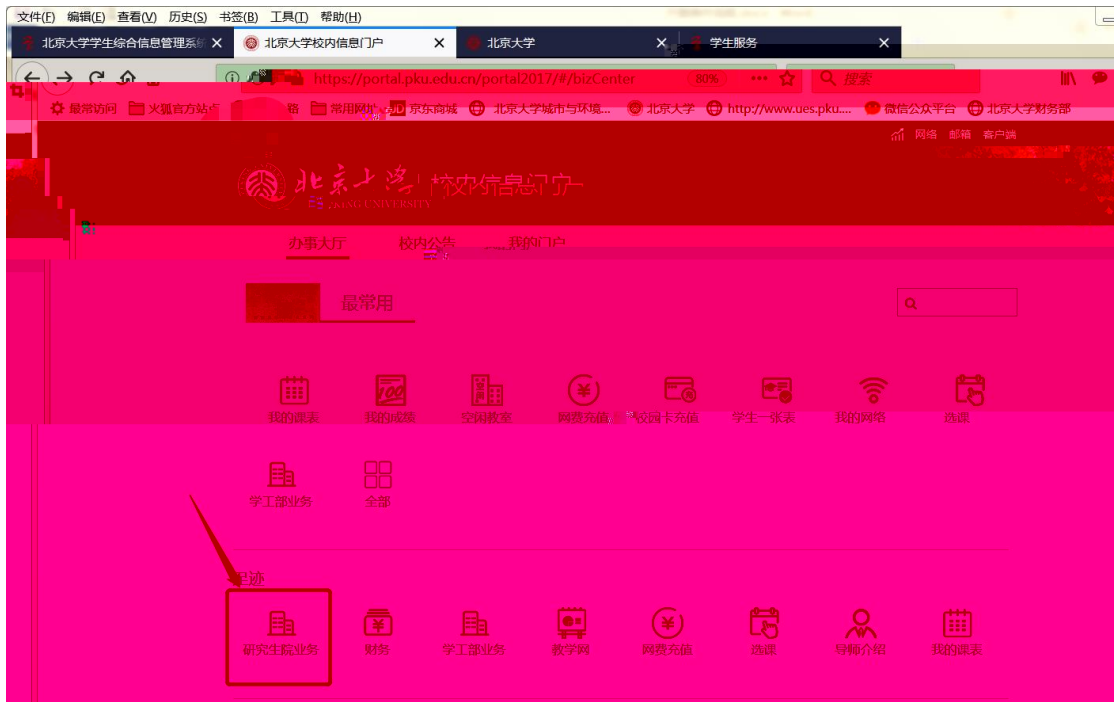 文件(F) 编辑(E) 查看(V) 历史(S) 书签(B) 工具(T) 帮助(H)
北京大学学生综合信息管理系统 × 北京大学校内信息门户 × 北京大学 × 学生服务 ×
https://portal.pku.edu.cn/portal2017/#/bizCenter 80% 搜索
最常访问 火狐官方站点 常用网址 JD 京东商城 北京大学城市与环境... 北京大学 http://www.ues.pku.... 微信公众平台 北京大学财务部
网络 邮箱 客户端
北京大学 校内信息门户
PEKING UNIVERSITY
办事大厅 校内公告 我的门户
最常用
我的课表 我的成绩 空闲教室 网费充值 校园卡充值 学生一张表 我的网络 选课
学工部业务 全部
足迹
研究生院业务 财务 学工部业务 教学网 网费充值 选课 导师介绍 我的课表